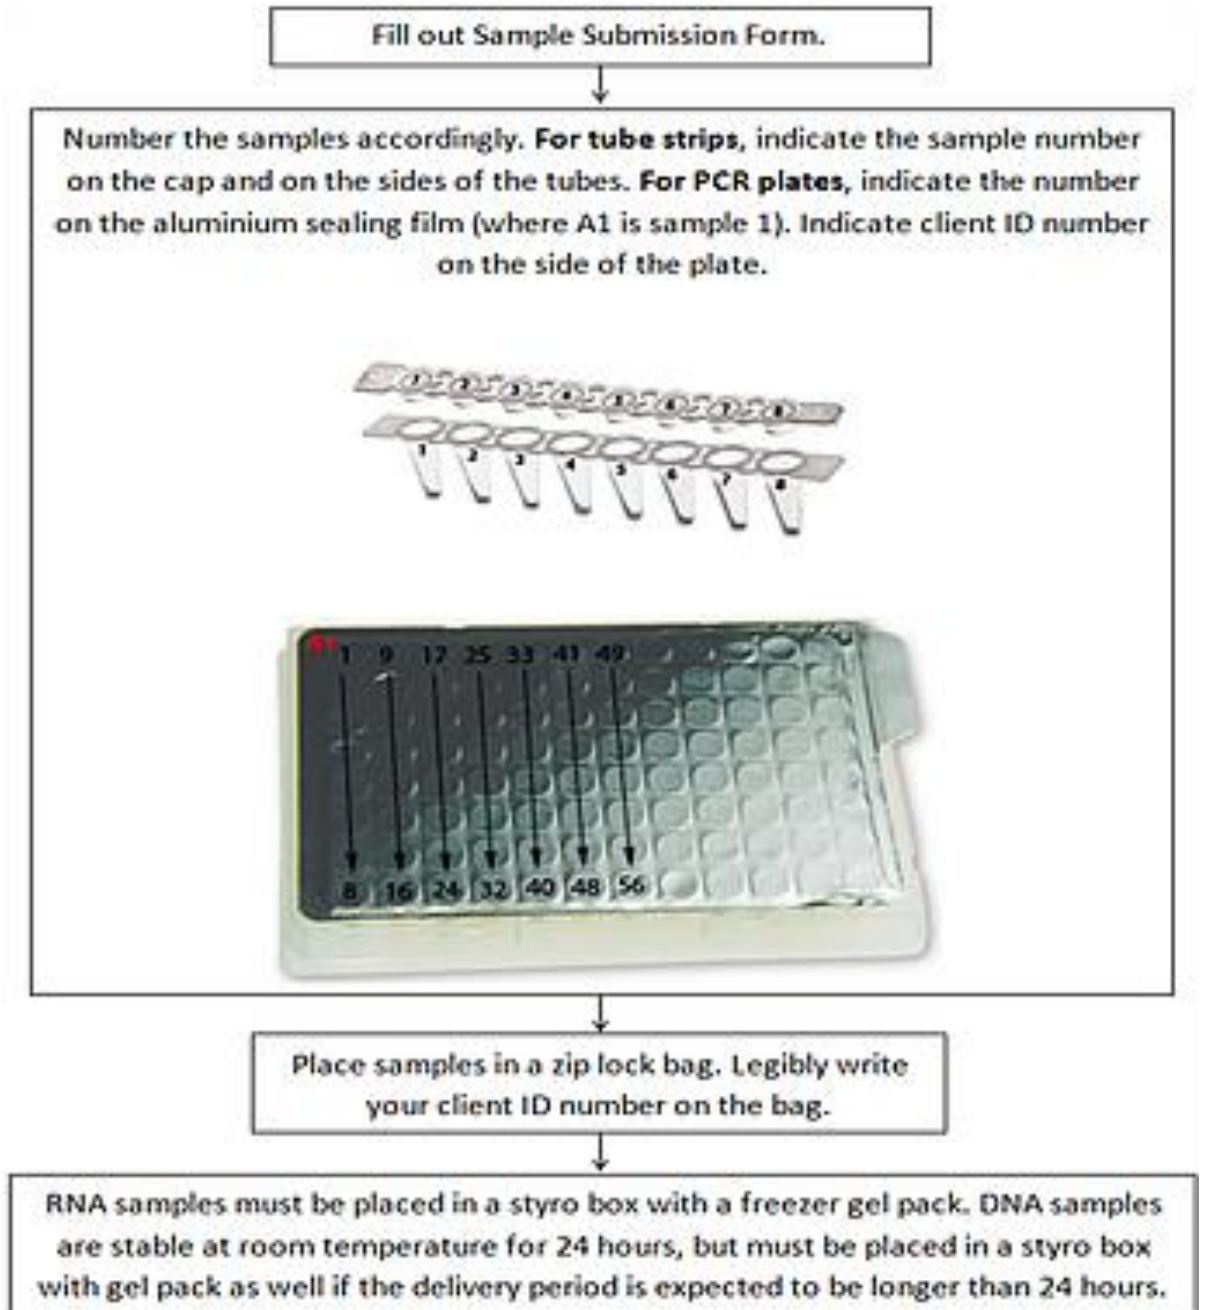 Fill out Sample Submission Form.
Number the samples accordingly. For tube strips, indicate the sample number
on the cap and on the sides of the tubes. For PCR plates, indicate the number
on the aluminium sealing film (where A1 is sample 1). Indicate client ID number
on the side of the plate.
1 2 3 4 5 6 7 8
1 2 3 4 5 6 7 8
1 9 17 25 33 41 49
8 16 24 32 40 48 56
Place samples in a zip lock bag. Legibly write
your client ID number on the bag.
RNA samples must be placed in a styro box with a freezer gel pack. DNA samples
are stable at room temperature for 24 hours, but must be placed in a styro box
with gel pack as well if the delivery period is expected to be longer than 24 hours.